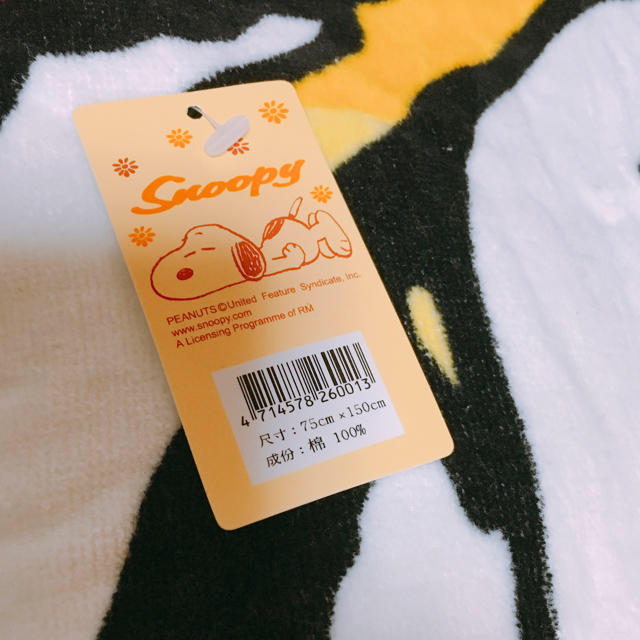 Snoopy
PEANUTS © United Feature Syndicate, Inc.
www.snoopy.com
A Licensing Programme of RM
4 714578 260013
尺寸：75cm ×150cm
成份：棉 100%